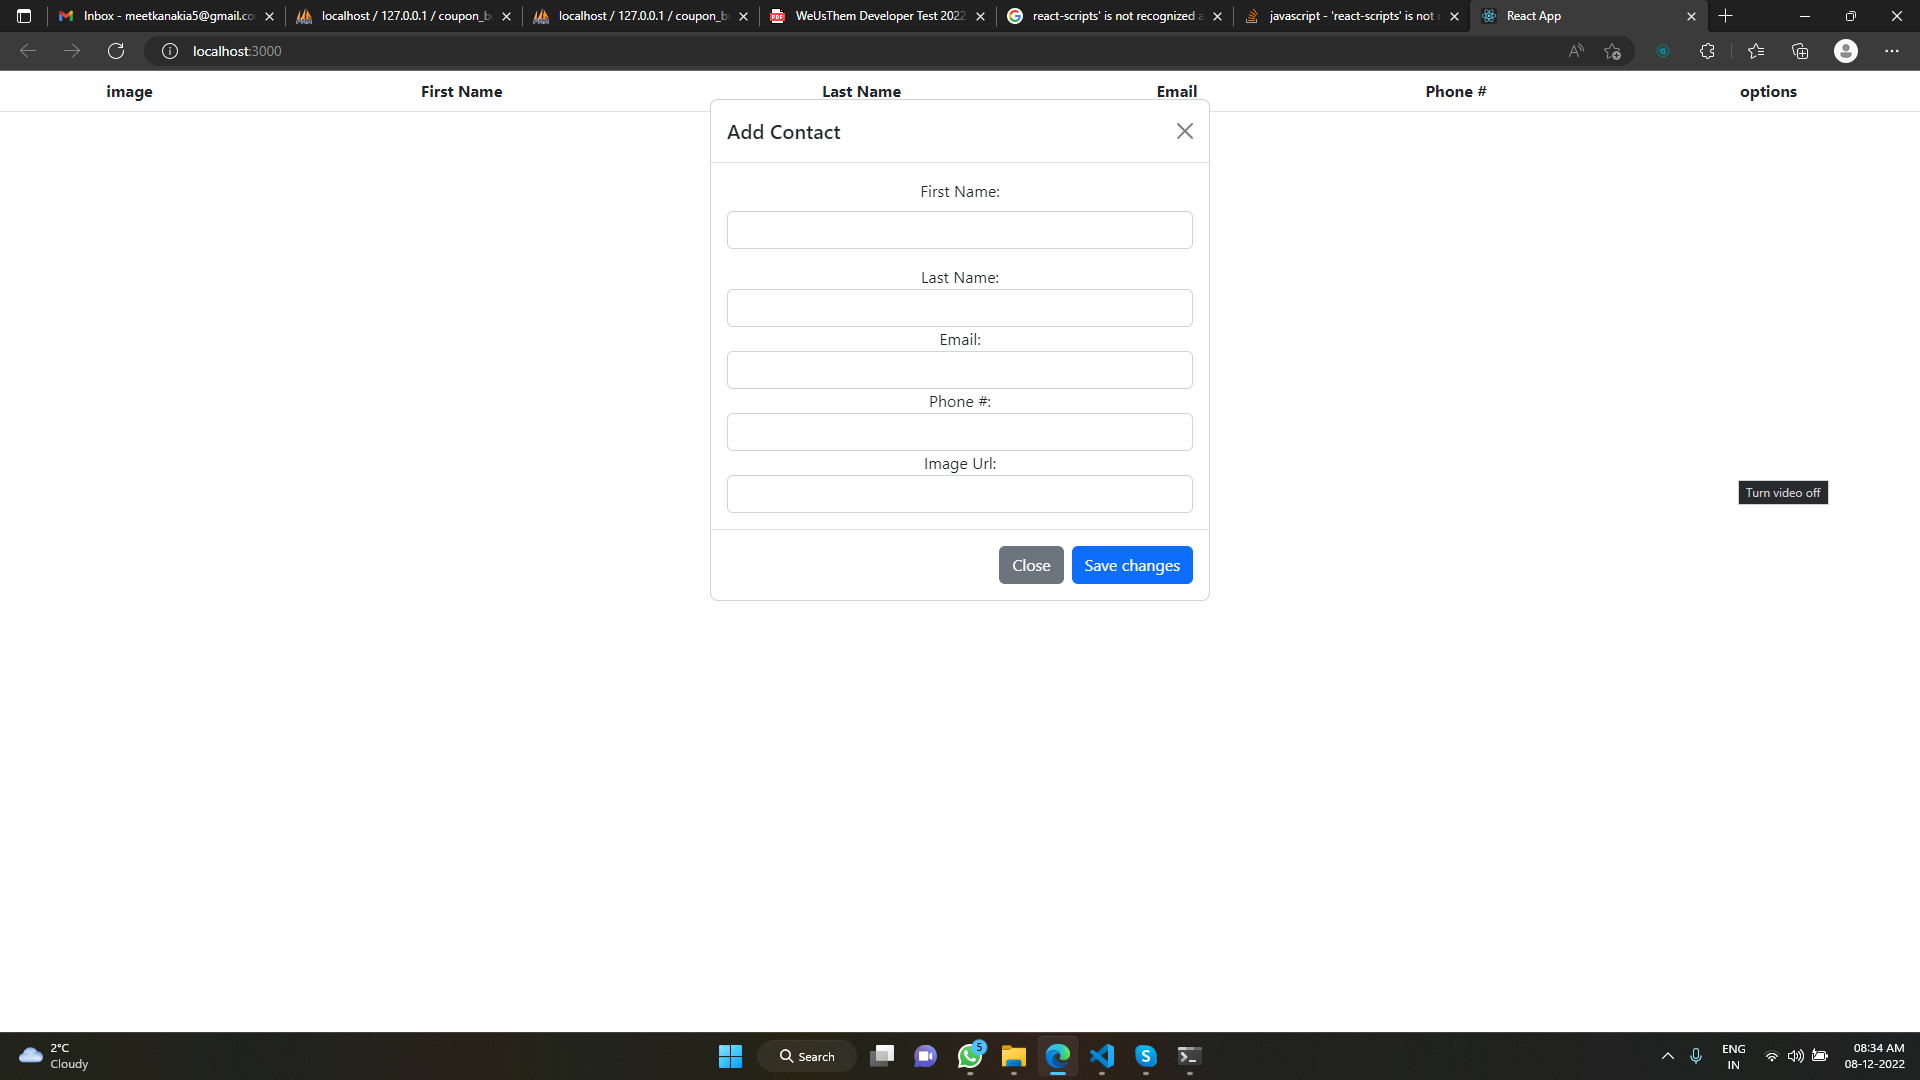 Inbox - meetkanakia5@gmail.co
localhost / 127.0.0.1 / coupon_b
localhost / 127.0.0.1 / coupon_b
PDF
WeUsThem Developer Test 2022
react-scripts' is not recognized a
javascript - 'react-scripts' is not r
React App
localhost:3000
image
First Name
Last Name
Email
Phone #
options
Add Contact
First Name:
Last Name:
Email:
Phone #:
Image Url:
Close
Save changes
Turn video off
2°C
Cloudy
Search
5
ENG
IN
08:34 AM
08-12-2022